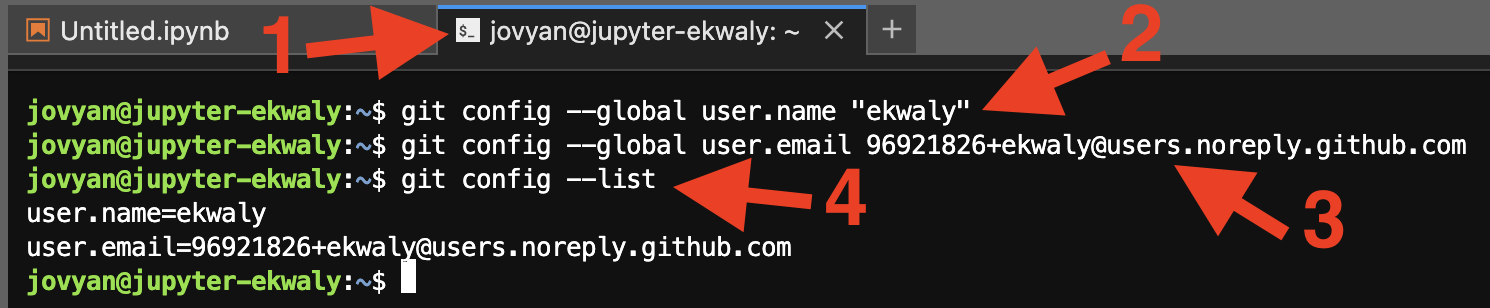 1
2
Untitled.ipynb
$_ jovyan@jupyter-ekwaly: ~ × +
jovyan@jupyter-ekwaly:~$ git config --global user.name "ekwaly"
jovyan@jupyter-ekwaly:~$ git config --global user.email 96921826+ekwaly@users.noreply.github.com
jovyan@jupyter-ekwaly:~$ git config --list
4
3
user.name=ekwaly
user.email=96921826+ekwaly@users.noreply.github.com
jovyan@jupyter-ekwaly:~$